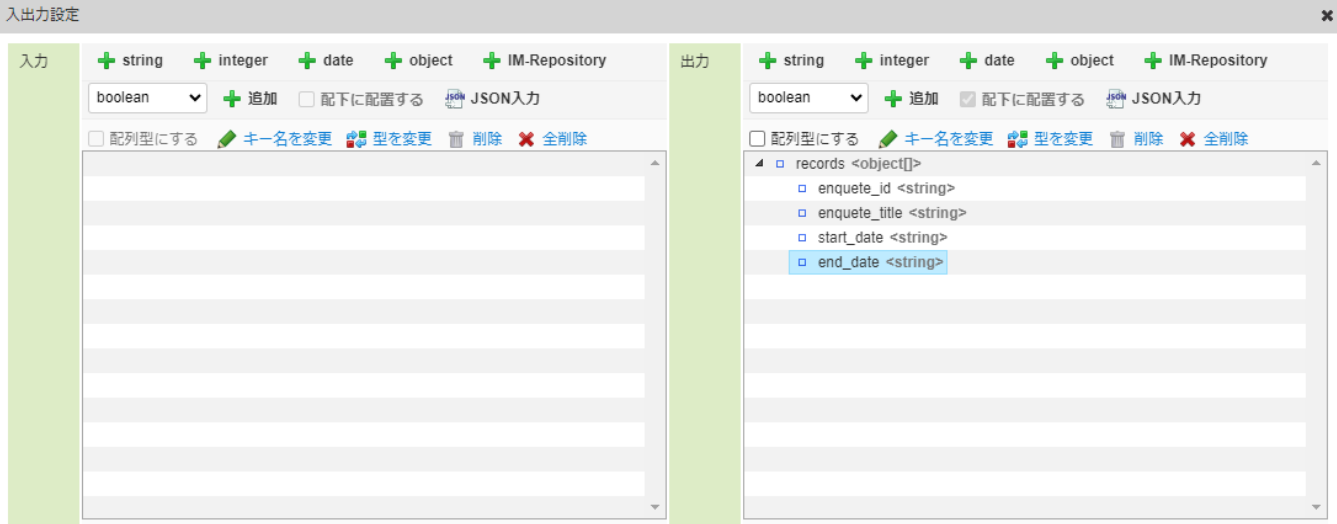 入出力設定
入力
string integer date object IM-Repository
boolean 追加 配下に配置する JSON JSON入力
配列型にする キー名を変更 型を変更 削除 全削除
出力
string integer date object IM-Repository
boolean 追加 配下に配置する JSON JSON入力
配列型にする キー名を変更 型を変更 削除 全削除
records <object[]>
enquete_id <string>
enquete_title <string>
start_date <string>
end_date <string>